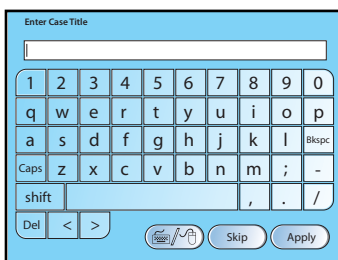 Enter Case Title
1 2 3 4 5 6 7 8 9 0
q w e r t y u i o p
a s d f g h j k l Bkspc
Caps z x c v b n m ; -
shift , . /
Del < > / Skip Apply